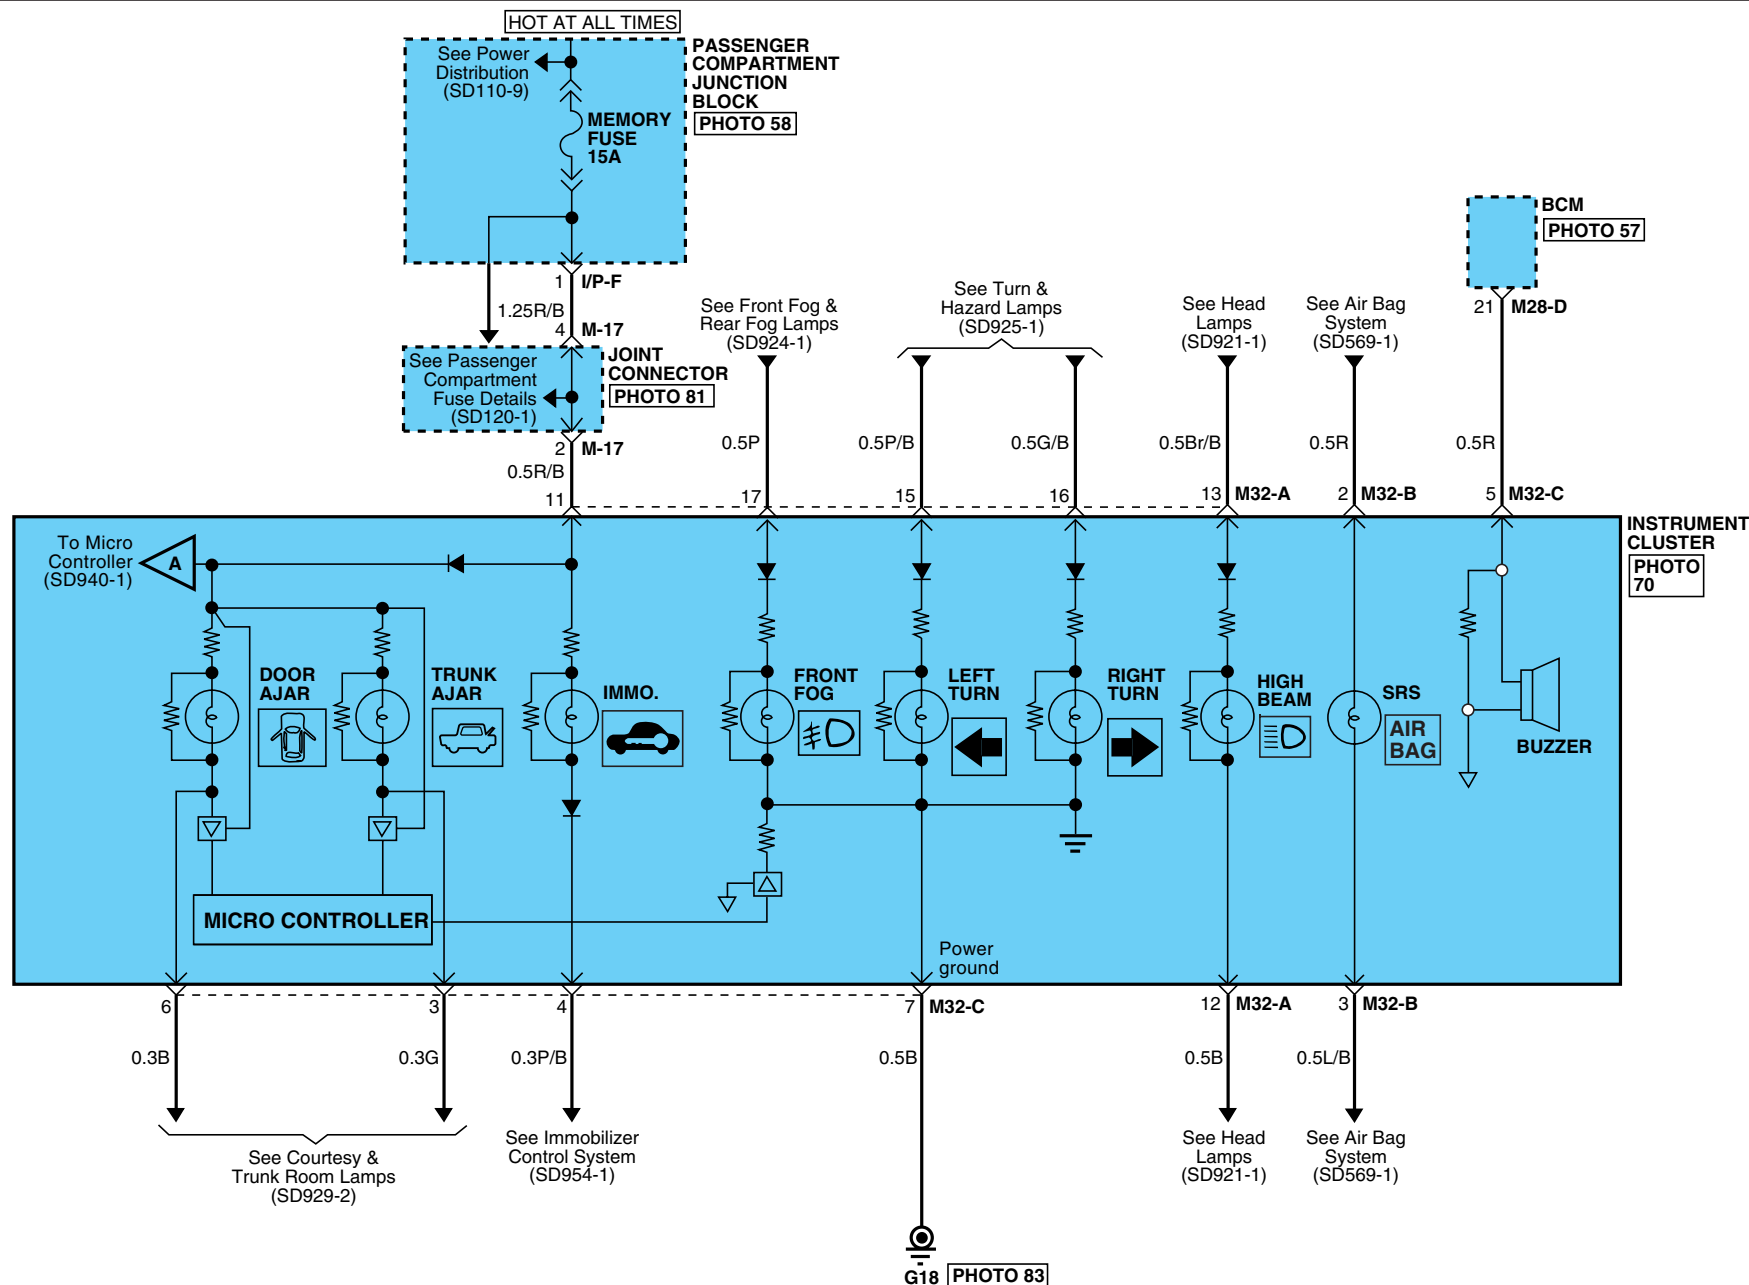 HOT AT ALL TIMES
See Power
Distribution
(SD110-9)
PASSENGER
COMPARTMENT
JUNCTION
BLOCK
PHOTO 58
MEMORY
FUSE
15A
BCM
PHOTO 57
1 I/P-F
1.25R/B
4 M-17
See Passenger
Compartment
Fuse Details
(SD120-1)
JOINT
CONNECTOR
PHOTO 81
2 M-17
0.5R/B
See Front Fog &
Rear Fog Lamps
(SD924-1)
See Turn &
Hazard Lamps
(SD925-1)
See Head
Lamps
(SD921-1)
See Air Bag
System
(SD569-1)
21 M28-D
0.5P
0.5P/B
0.5G/B
0.5Br/B
0.5R
0.5R
11
17
15
16
13 M32-A
2 M32-B
5 M32-C
INSTRUMENT
CLUSTER
PHOTO
70
To Micro
Controller
(SD940-1)
A
DOOR
AJAR
TRUNK
AJAR
IMMO.
FRONT
FOG
LEFT
TURN
RIGHT
TURN
HIGH
BEAM
SRS
AIR
BAG
BUZZER
MICRO CONTROLLER
Power
ground
6
3
4
7 M32-C
12 M32-A
3 M32-B
0.3B
0.3G
0.3P/B
0.5B
0.5B
0.5L/B
See Courtesy &
Trunk Room Lamps
(SD929-2)
See Immobilizer
Control System
(SD954-1)
See Head
Lamps
(SD921-1)
See Air Bag
System
(SD569-1)
G18 PHOTO 83